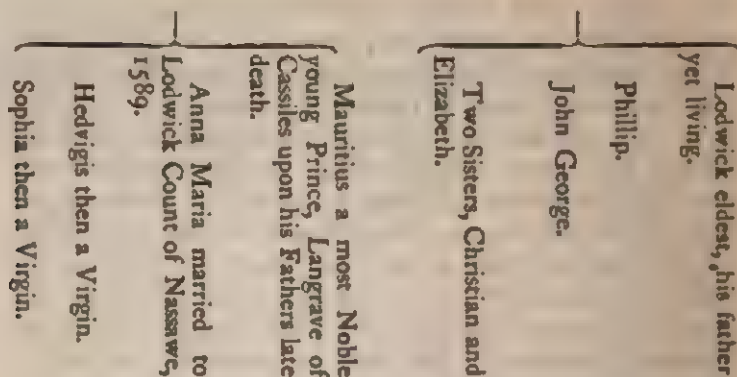 Lodwick eldest, his father
yet living.
Phillip.
John George.
Two Sisters, Christian and
Elizabeth.
Mauritius a most Noble
young Prince, Langrave of
Cassiles upon his Fathers late
death.
Anna Maria married to
Lodwick Count of Nassawe,
1589.
Hedvigis then a Virgin.
Sophia then a Virgin.